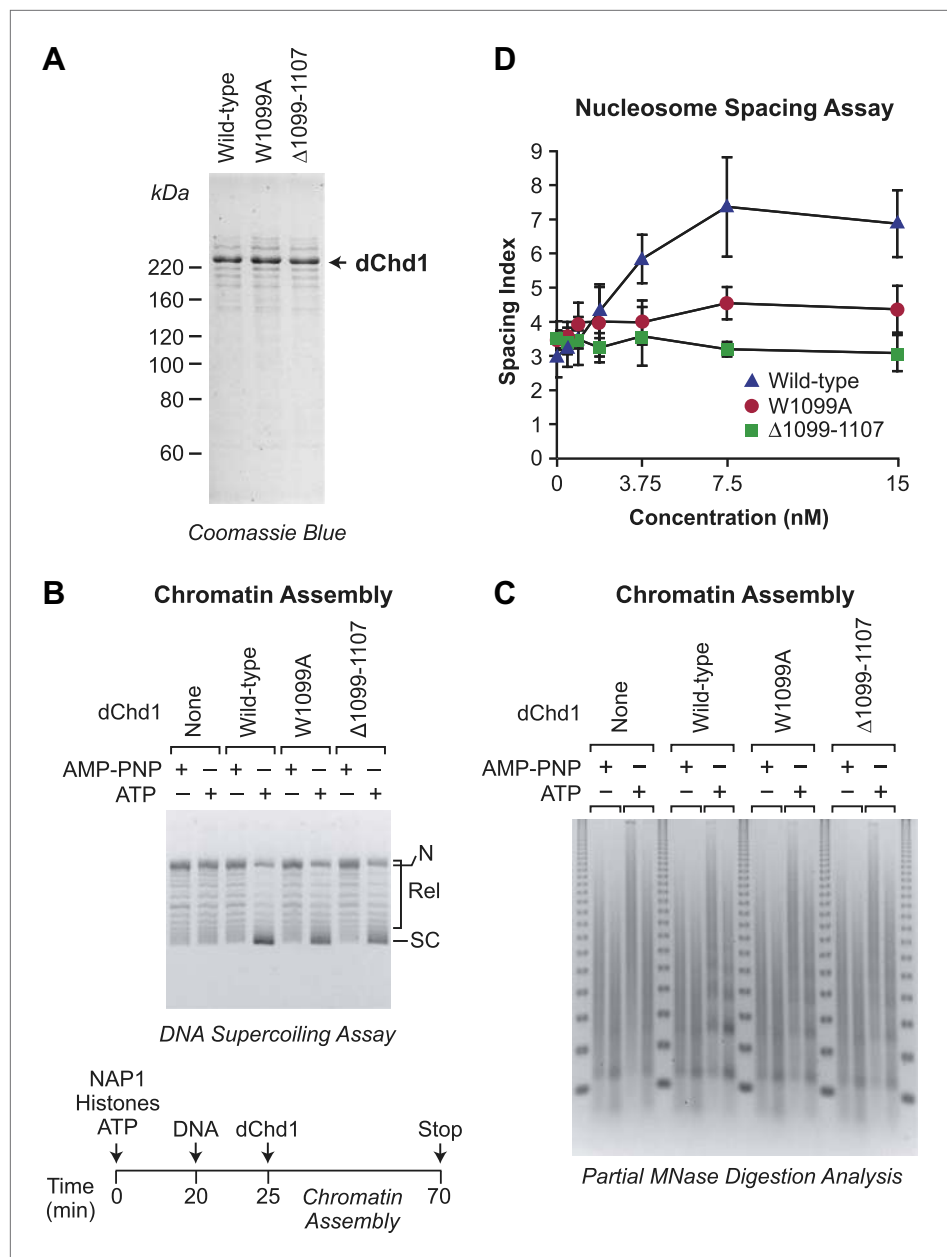 A
Wild-type
W1099A
Δ1099-1107
kDa
220
160
120
100
80
60
dChd1
Coomassie Blue
D
Nucleosome Spacing Assay
Spacing Index
9
8
7
6
5
4
3
2
1
0
Wild-type
W1099A
Δ1099-1107
0
3.75
7.5
15
Concentration (nM)
B
Chromatin Assembly
dChd1
None
Wild-type
W1099A
Δ1099-1107
AMP-PNP + – + – + – + –
ATP – + – + – + – +
N
Rel
SC
DNA Supercoiling Assay
NAP1
Histones
ATP
DNA
dChd1
Stop
Time
(min)
0
20
25
Chromatin
Assembly
70
C
Chromatin Assembly
dChd1
None
Wild-type
W1099A
Δ1099-1107
AMP-PNP + – + – + – + –
ATP – + – + – + – +
Partial MNase Digestion Analysis